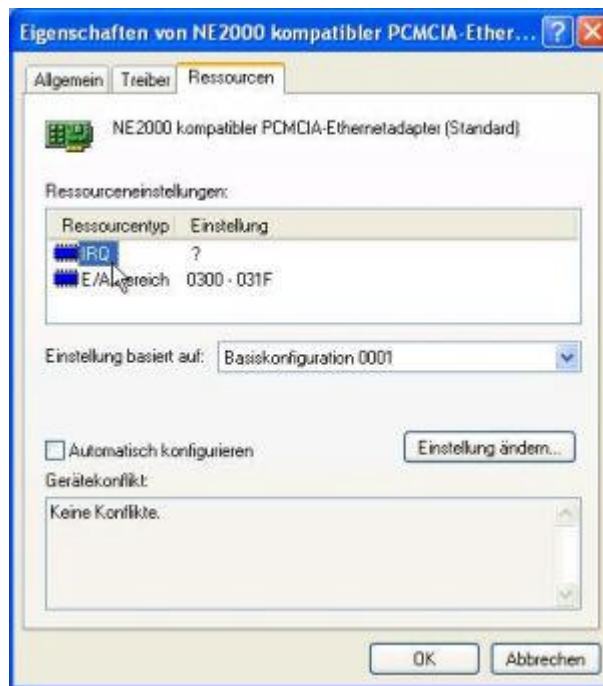 Eigenschaften von NE2000 kompatibler PCMCIA-Ether...
Allgemein Treiber Ressourcen
NE2000 kompatibler PCMCIA-Ethernetadapter (Standard)
Ressourceneinstellungen:
Ressourcentyp Einstellung
IRQ ?
E/A-Bereich 0300 - 031F
Einstellung basiert auf: Basiskonfiguration 0001
Automatisch konfigurieren Einstellung ändern...
Gerätekonflikt:
Keine Konflikte.
OK Abbrechen